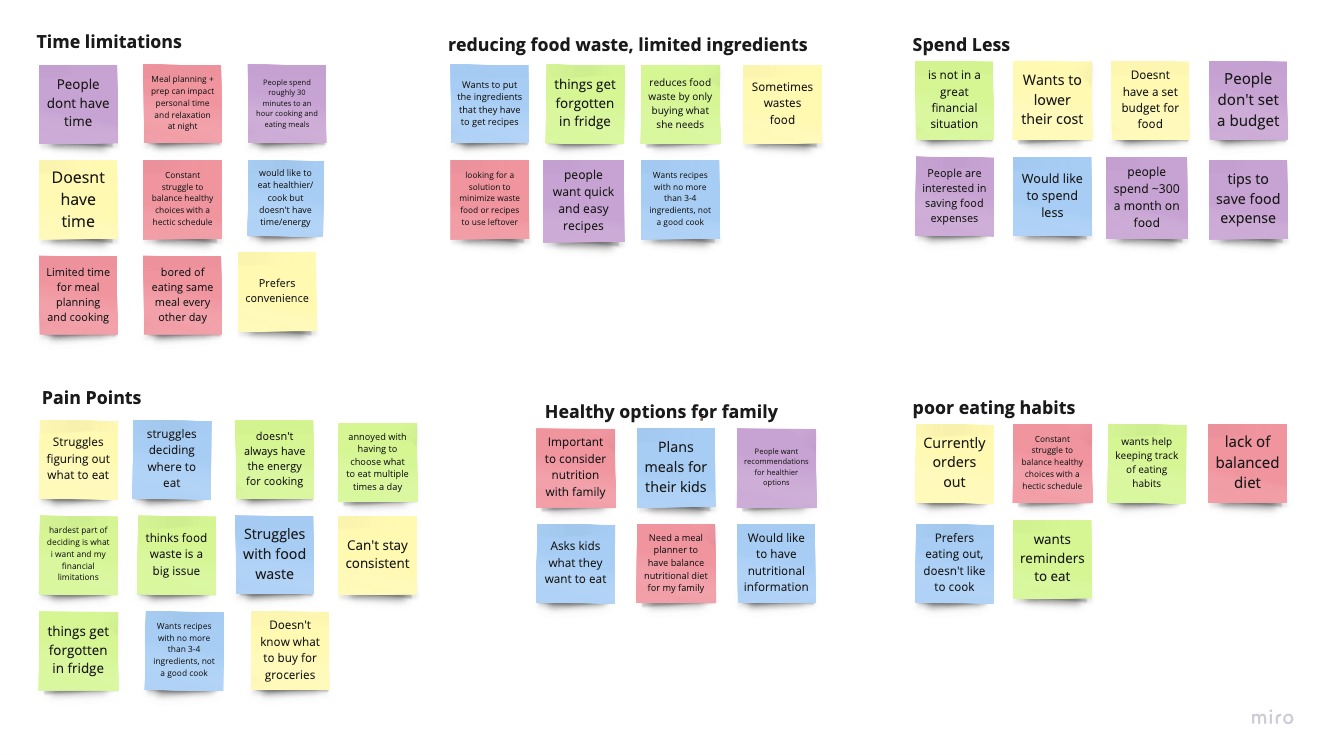 Time limitations
People
dont have
time
Meal planning +
prep can impact
personal time
and relaxation
at night
People spend
roughly 30
minutes to an
hour cooking and
eating meals
Doesnt
have
time
Constant
struggle to
balance healthy
choices with a
hectic schedule
would like to
eat healthier/
cook but
doesn't have
time/energy
Limited time
for meal
planning
and cooking
bored of
eating same
meal every
other day
Prefers
convenience
reducing food waste, limited ingredients
Wants to put
the ingredients
that they have
to get recipes
things get
forgotten
in fridge
reduces food
waste by only
buying what
she needs
Sometimes
wastes
food
looking for a
solution to
minimize waste
food or recipes
to use leftover
people
want quick
and easy
recipes
Wants recipes
with no more
than 3-4
ingredients, not
a good cook
Spend Less
is not in a
great
financial
situation
Wants to
lower
their cost
Doesnt
have a set
budget for
food
People
don't set
a budget
People are
interested in
saving food
expenses
Would like
to spend
less
people
spend ~300
a month on
food
tips to
save food
expense
Pain Points
Struggles
figuring out
what to eat
struggles
deciding
where to
eat
doesn't
always have
the energy
for cooking
annoyed with
having to
choose what
to eat multiple
times a day
hardest part of
deciding is what
i want and my
financial
limitations
thinks food
waste is a
big issue
Struggles
with food
waste
Can't stay
consistent
things get
forgotten
in fridge
Wants recipes
with no more
than 3-4
ingredients, not
a good cook
Doesn't
know what
to buy for
groceries
Healthy options for family
Important
to consider
nutrition
with family
Plans
meals for
their kids
People want
recommendations
for healthier
options
Asks kids
what they
want to eat
Need a meal
planner to
have balance
nutritional diet
for my family
Would like
to have
nutritional
information
poor eating habits
Currently
orders
out
Constant
struggle to
balance healthy
choices with a
hectic schedule
wants help
keeping track
of eating
habits
lack of
balanced
diet
Prefers
eating out,
doesn't like
to cook
wants
reminders
to eat
miro